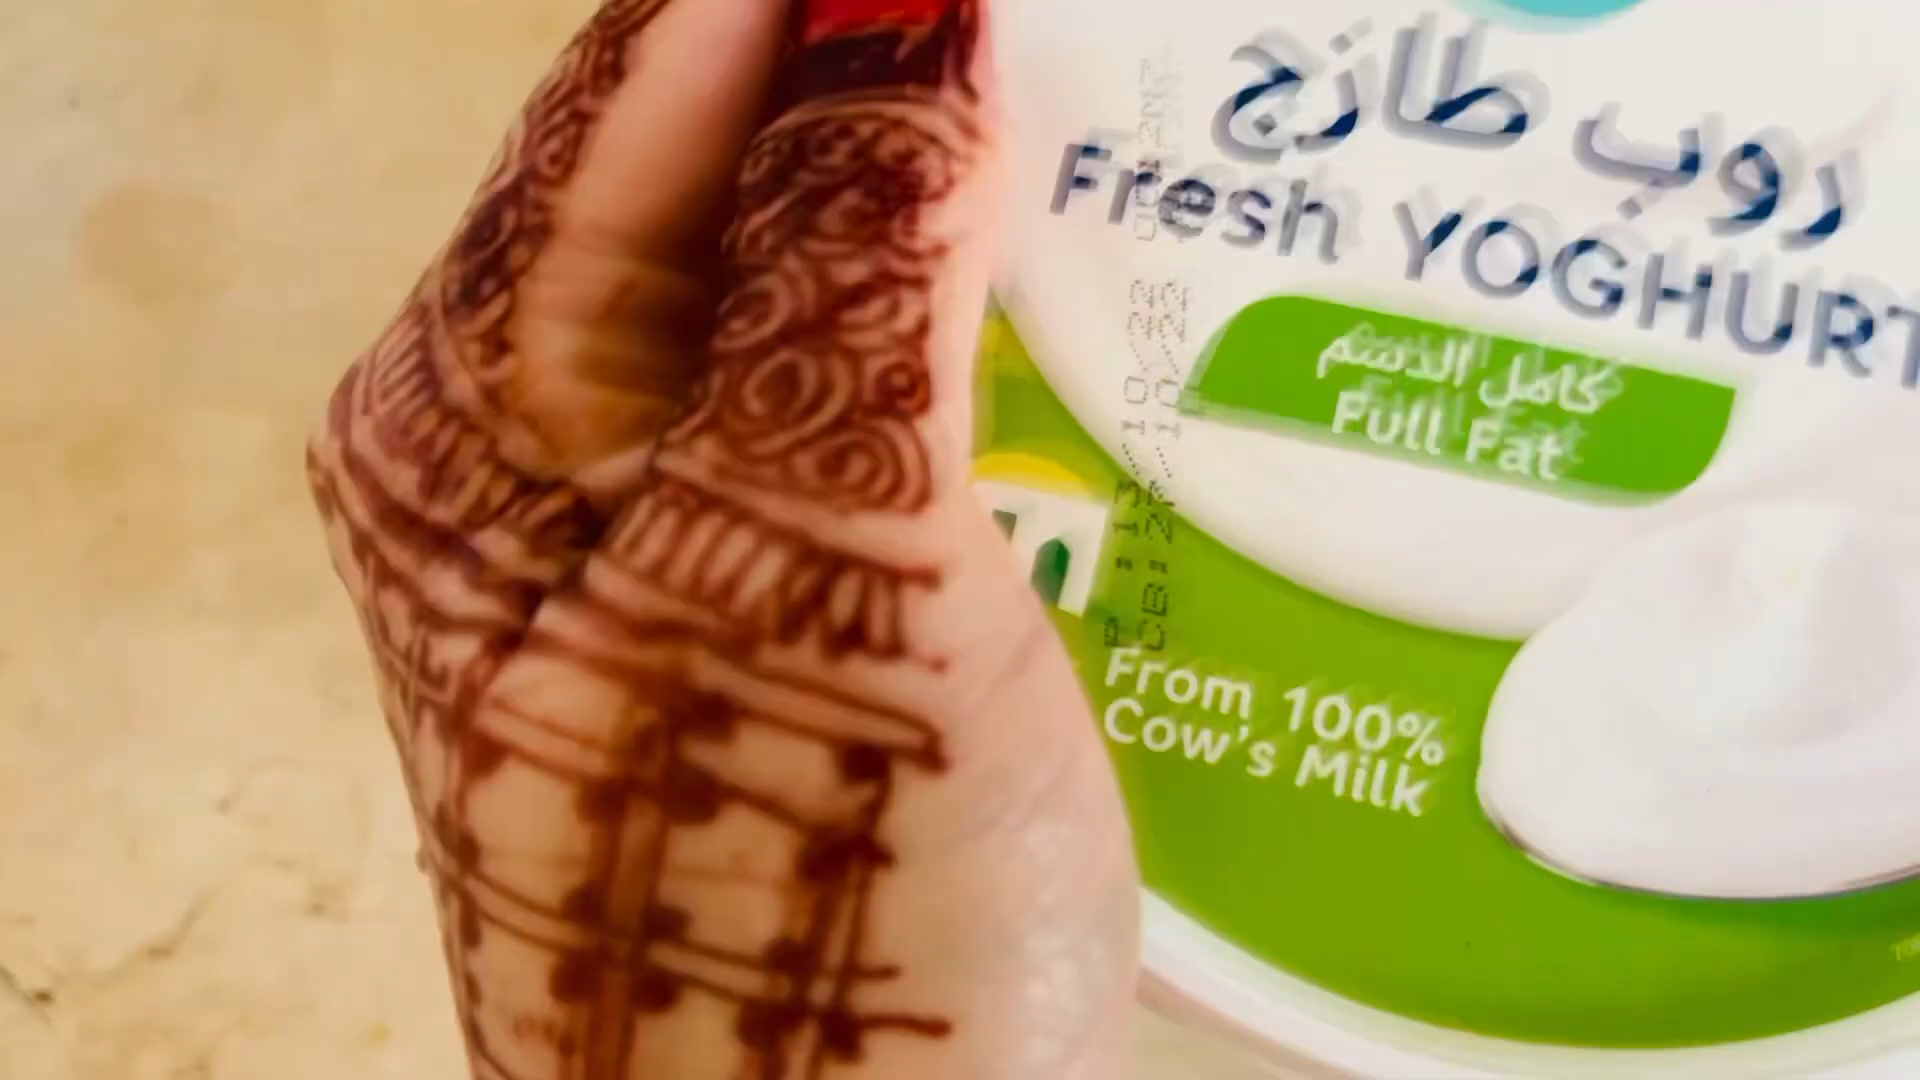 روب طازج
Fresh YOGHURT
كامل الدسم
Full Fat
From 100%
Cow's Milk